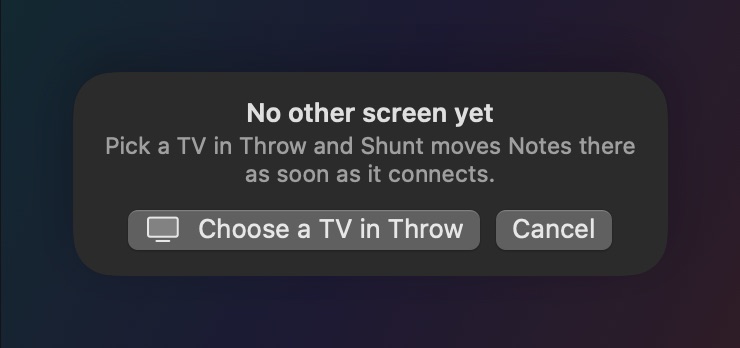 No other screen yet
Pick a TV in Throw and Shunt moves Notes there
as soon as it connects.
Choose a TV in Throw
Cancel